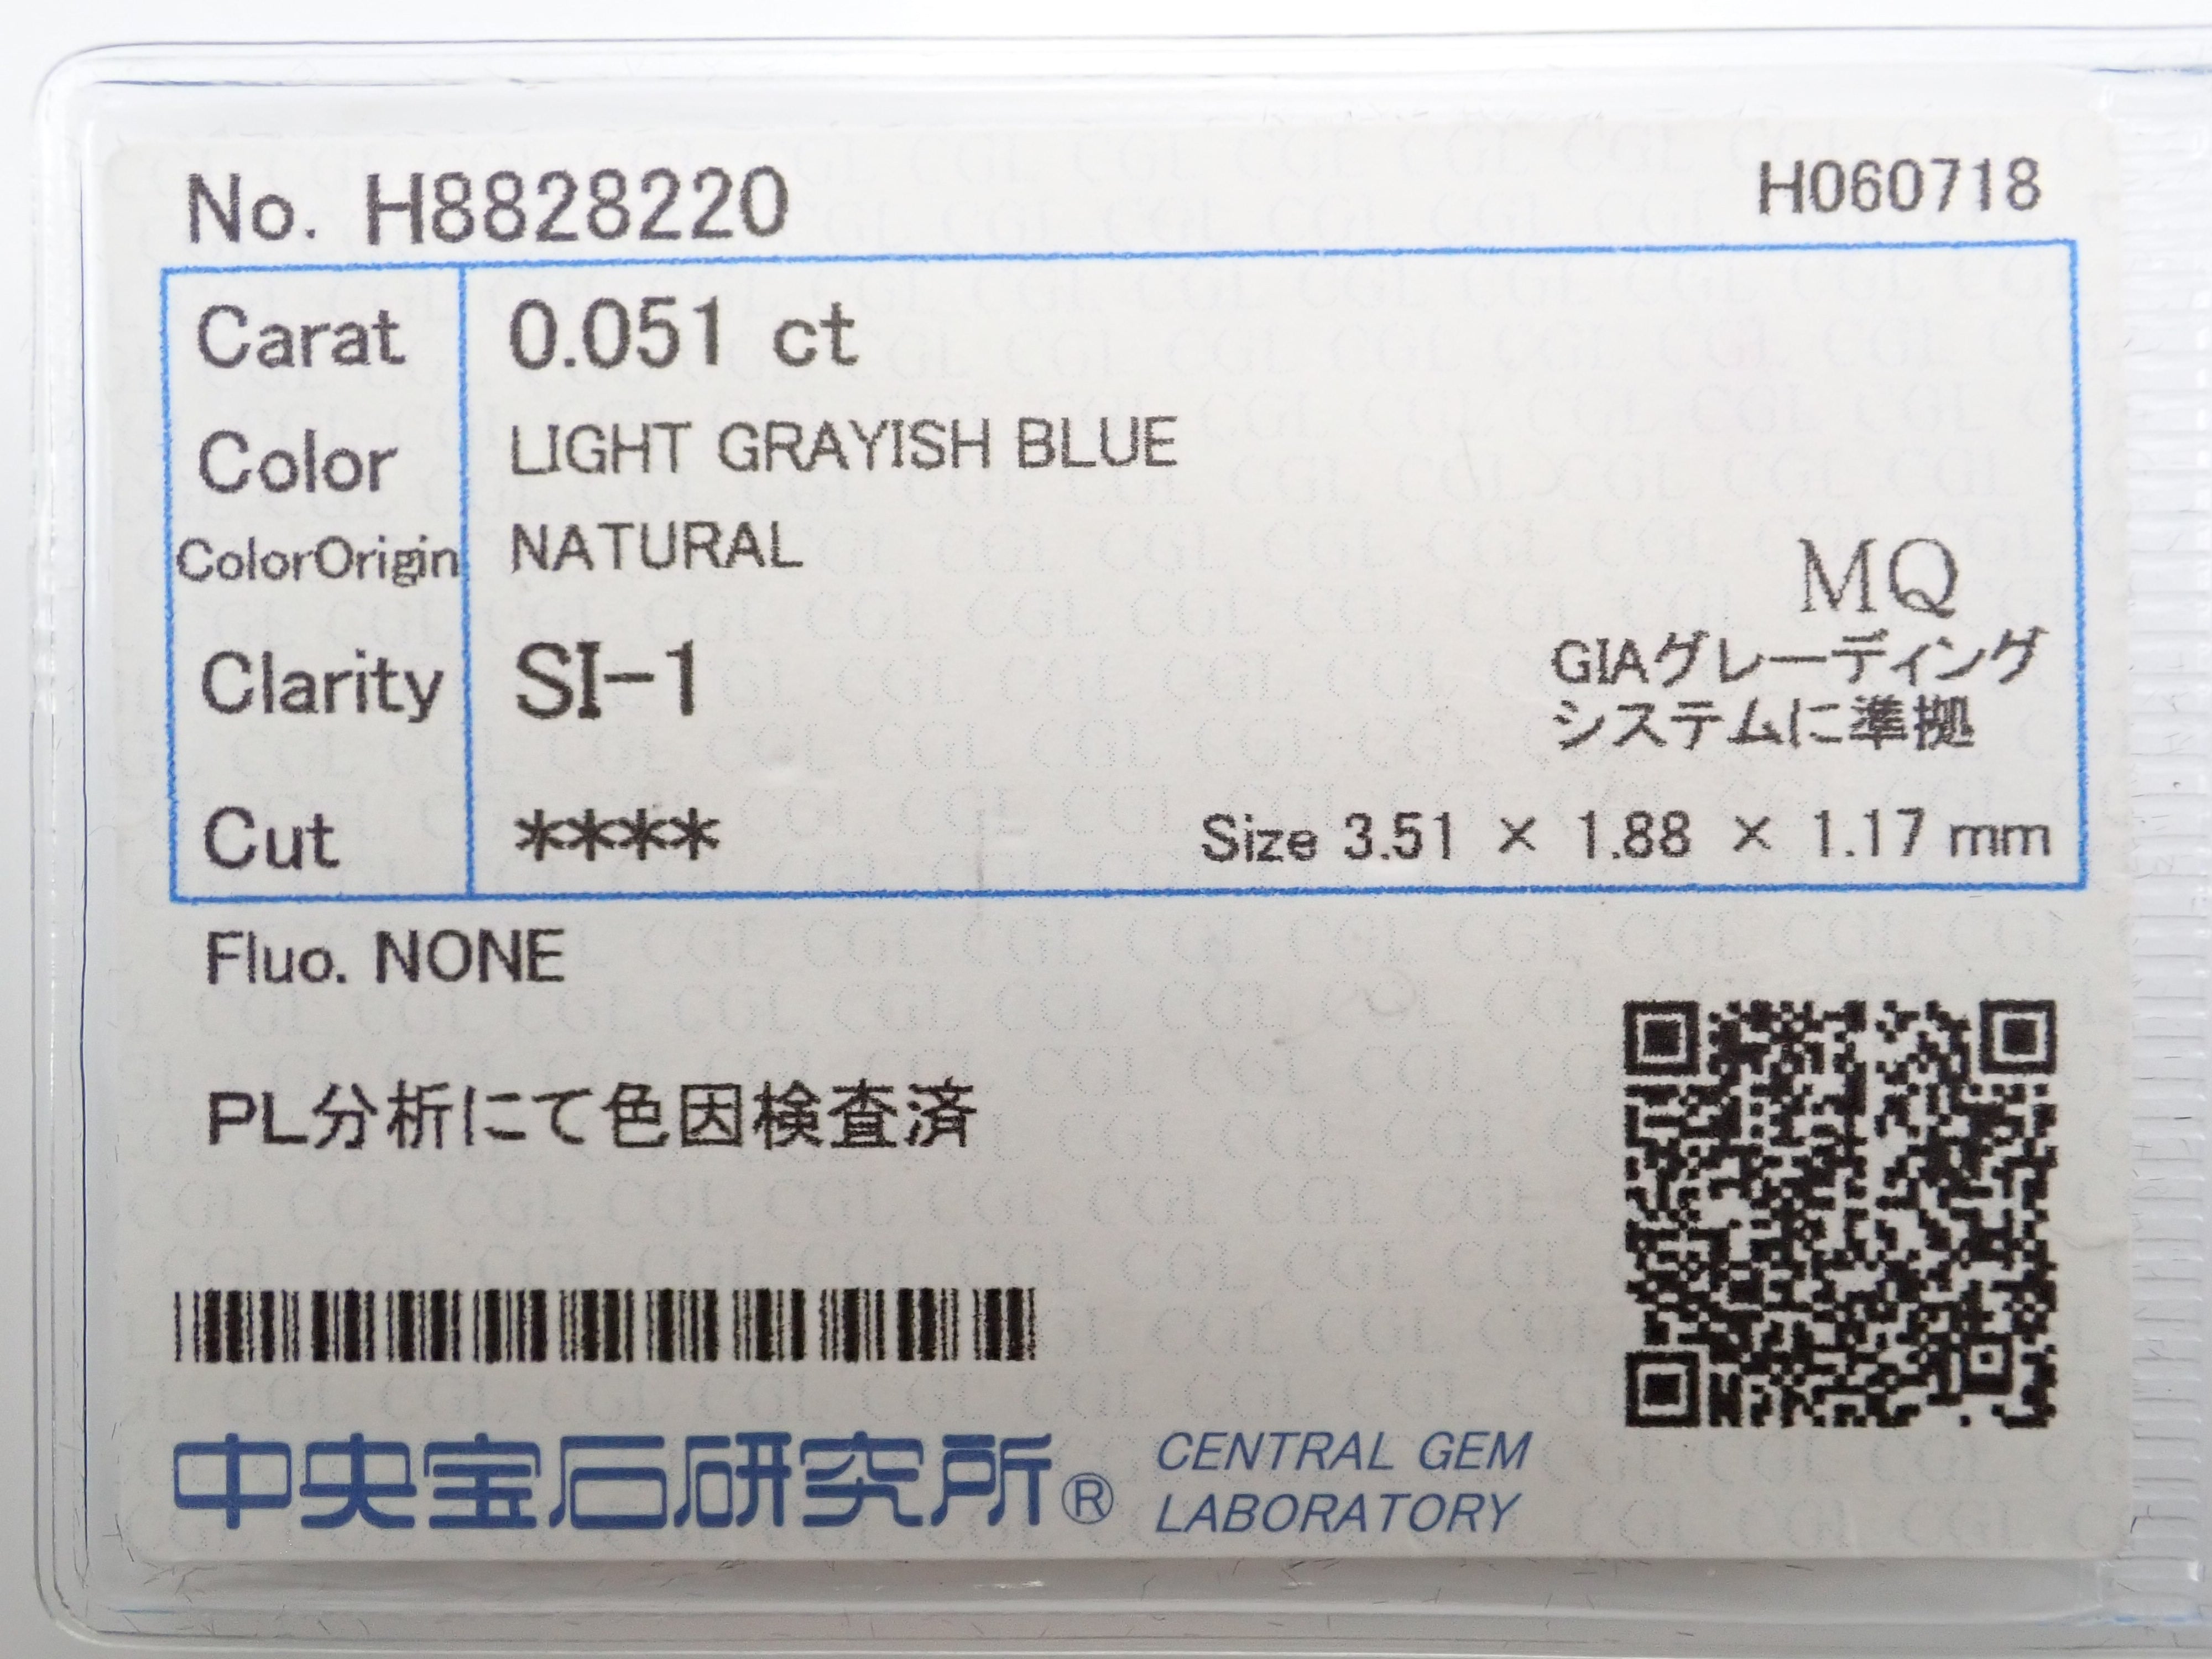 No. H8828220
H060718
Carat 0.051 ct
Color LIGHT GRAYISH BLUE
ColorOrigin NATURAL
MQ
GIAグレーディング
システムに準拠
Clarity SI-1
Cut ****
Size 3.51 × 1.88 × 1.17 mm
Fluo. NONE
PL分析にて色因検査済
中央宝石研究所®
CENTRAL GEM
LABORATORY